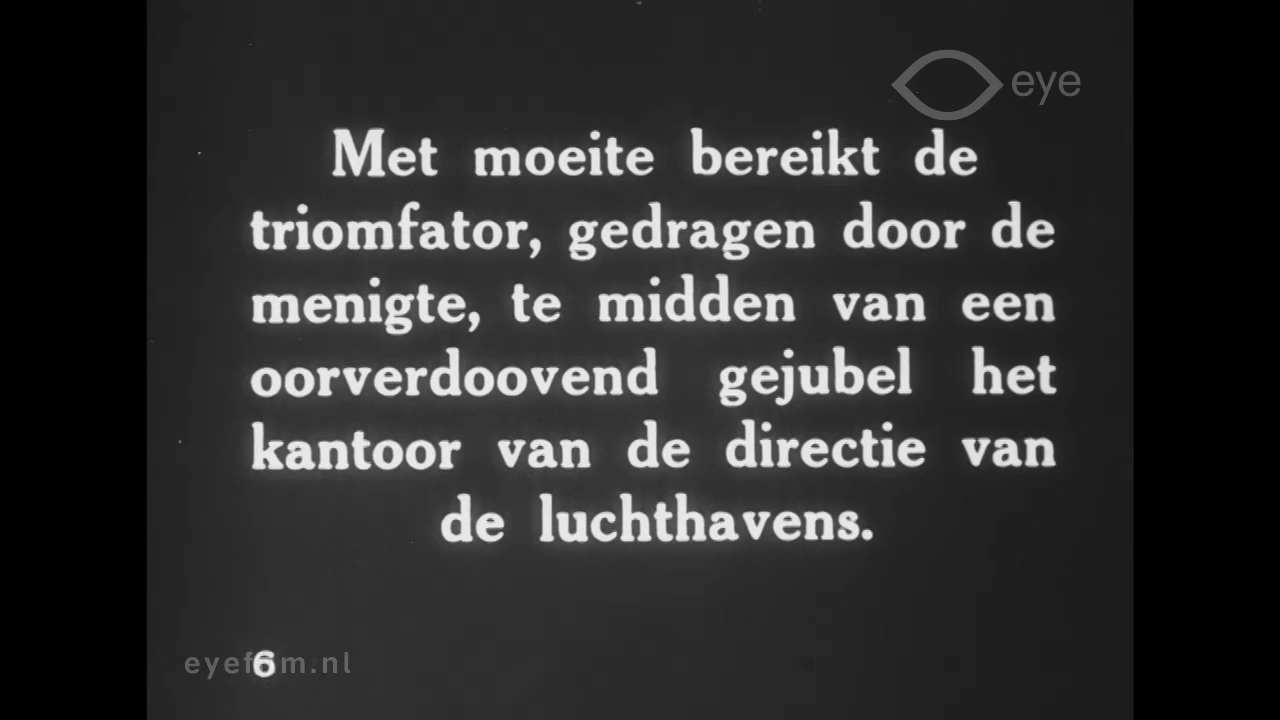 eye
Met moeite bereikt de
triomfator, gedragen door de
menigte, te midden van een
oorverdoovend gejubel het
kantoor van de directie van
de luchthavens.
6